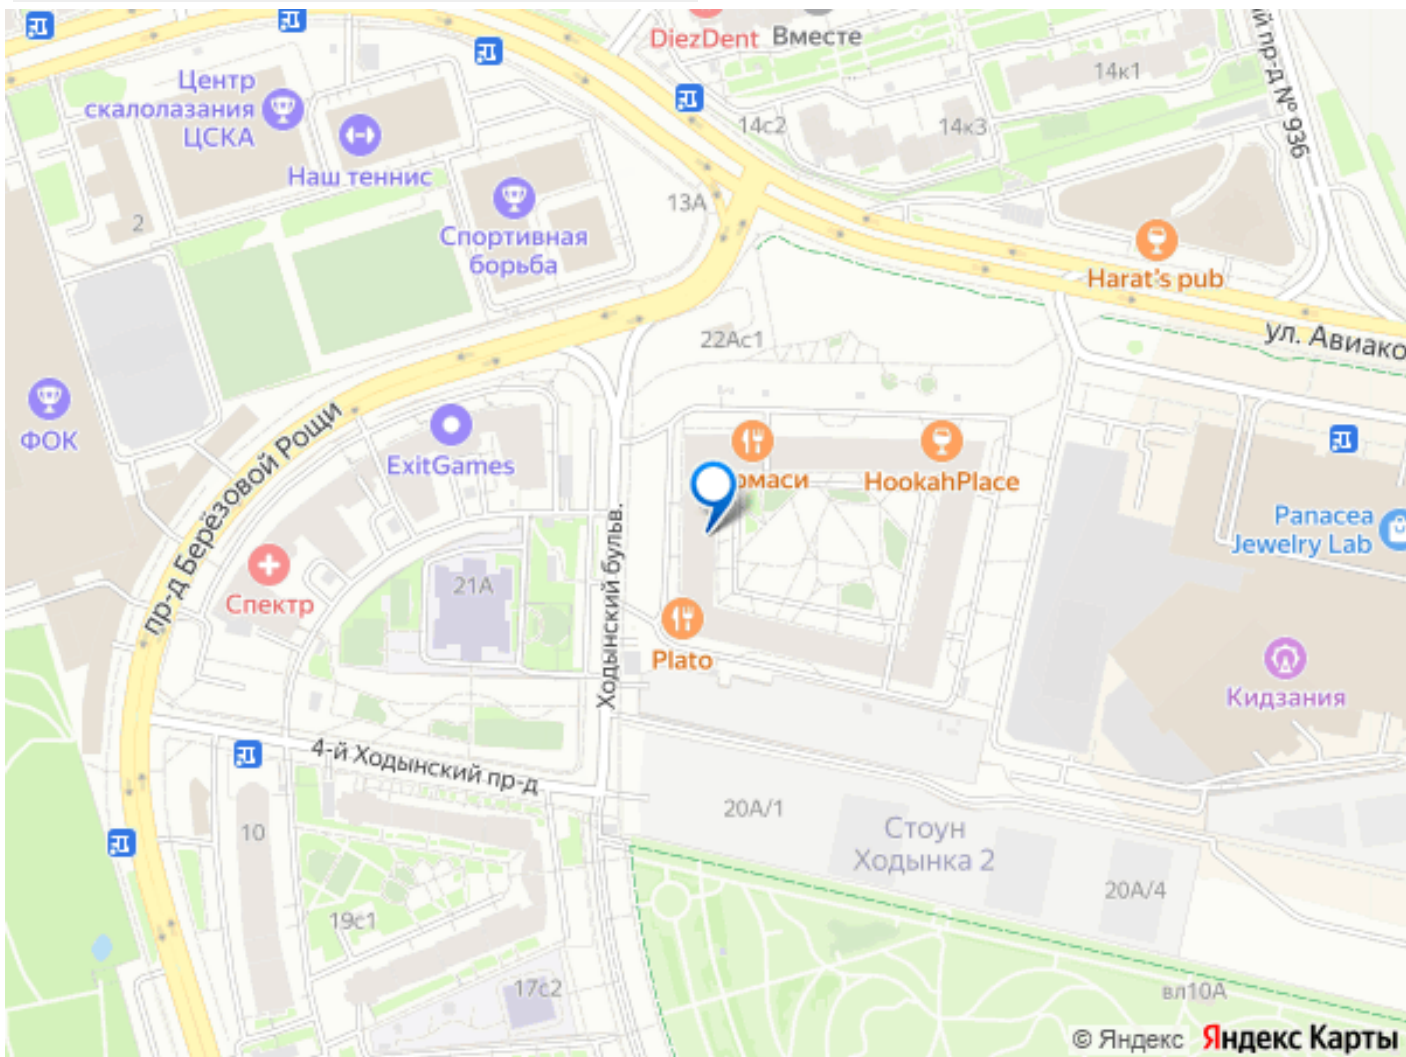 DiezDent
Вместе
й пр-д № 936
14к1
Центр
скалолазания
ЦСКА
14с2
14к3
Наш теннис
13А
2
Спортивная
борьба
Harat's pub
22Ас1
ул. Авиако
ФОК
пр-д Берёзовой Рощи
ExitGames
рмаси
HookahPlace
Panacea
Jewelry Lab
Ходынский бульв.
21А
Спектр
Plato
Кидзания
4-й Ходынский пр-д
20А/1
Стоун
Ходынка 2
10
20А/4
19с1
17с2
вл10А
© Яндекс Яндекс Карты